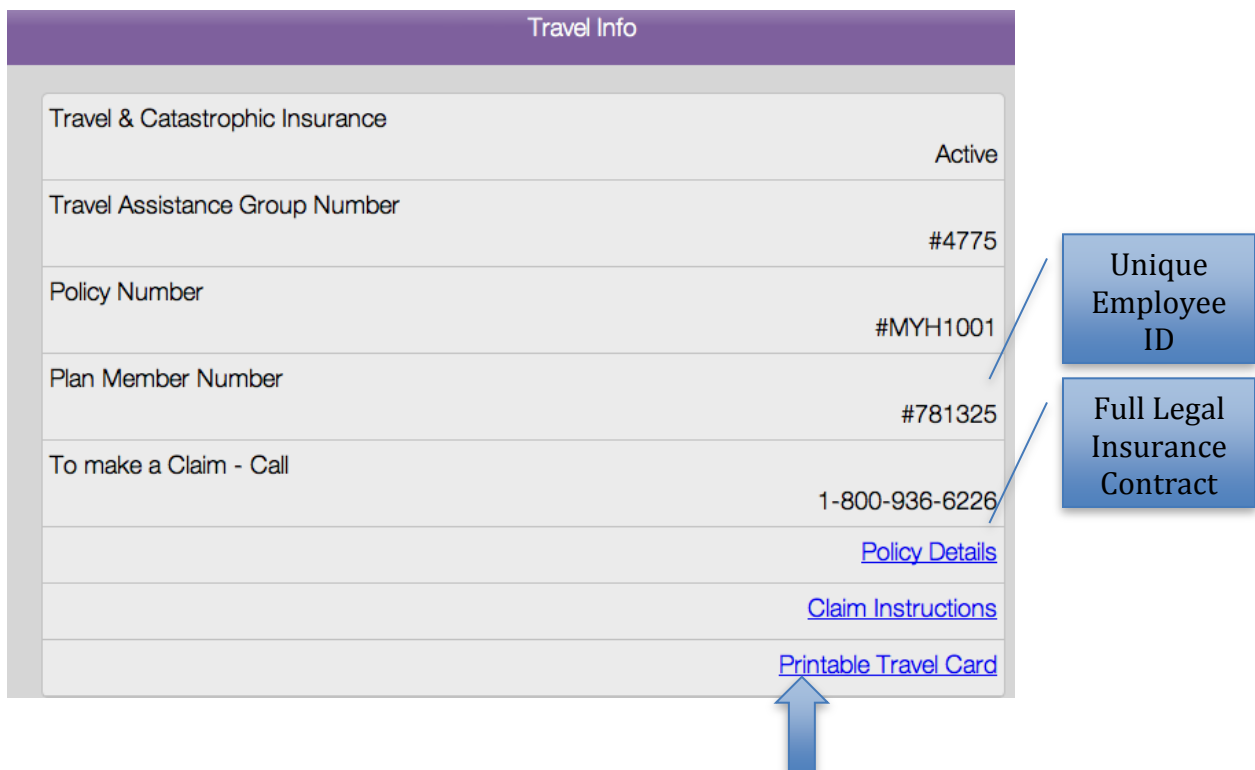 Travel Info
Travel & Catastrophic Insurance
Active
Travel Assistance Group Number
#4775
Policy Number
#MYH1001
Plan Member Number
#781325
To make a Claim - Call
1-800-936-6226
Policy Details
Claim Instructions
Printable Travel Card
Unique
Employee
ID
Full Legal
Insurance
Contract